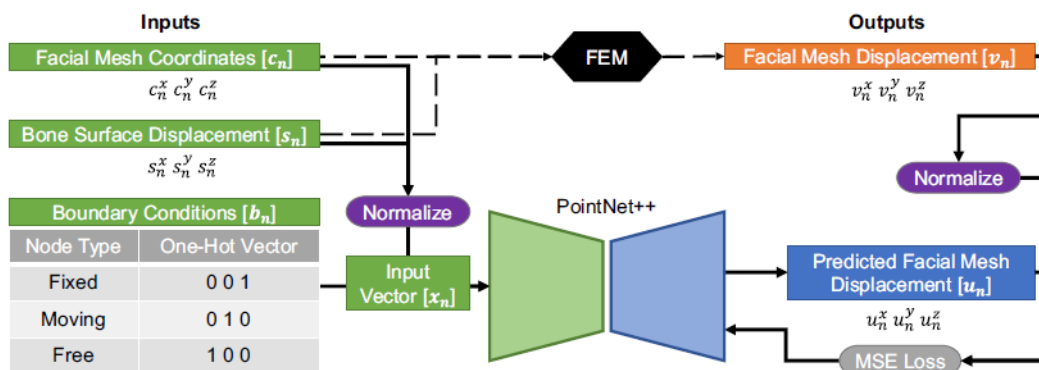 Inputs
Outputs
Facial Mesh Coordinates [cₙ]
FEM
Facial Mesh Displacement [vₙ]
cₙˣ cₙʸ cₙᶻ
vₙˣ vₙʸ vₙᶻ
Bone Surface Displacement [sₙ]
sₙˣ sₙʸ sₙᶻ
Normalize
Boundary Conditions [bₙ]
Normalize
PointNet++
Node Type One-Hot Vector
Fixed 0 0 1
Moving 0 1 0
Free 1 0 0
Input
Vector [xₙ]
Predicted Facial Mesh
Displacement [uₙ]
uₙˣ uₙʸ uₙᶻ
MSE Loss